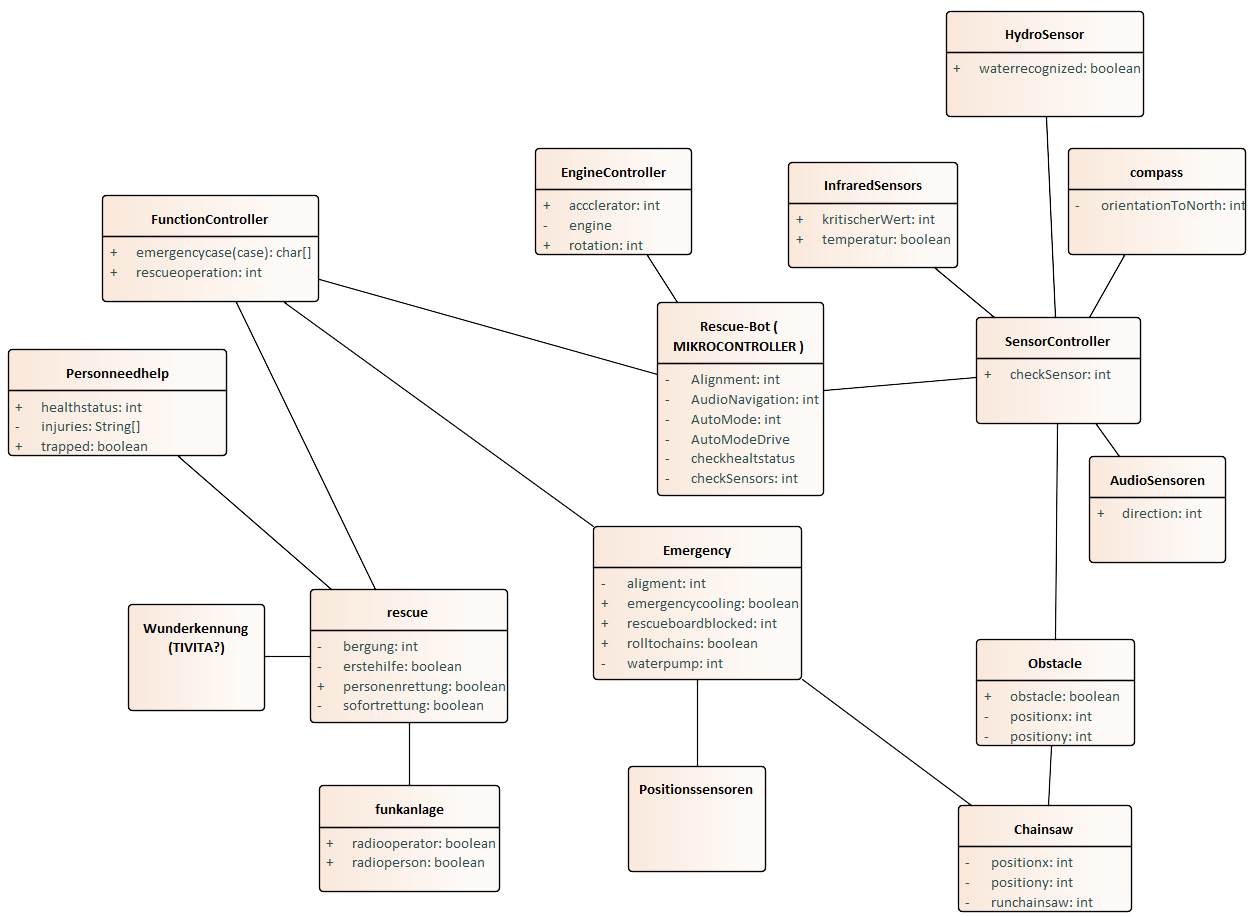 HydroSensor
+ waterrecognized: boolean
EngineController
+ accclerator: int
- engine
+ rotation: int
InfraredSensors
+ kritischerWert: int
+ temperatur: boolean
compass
- orientationToNorth: int
FunctionController
+ emergencycase(case): char[]
+ rescueoperation: int
Rescue-Bot (
MIKROCONTROLLER )
- Alignment: int
- AudioNavigation: int
- AutoMode: int
- AutoModeDrive
- checkhealtstatus
- checkSensors: int
SensorController
+ checkSensor: int
Personneedhelp
+ healthstatus: int
- injuries: String[]
+ trapped: boolean
AudioSensoren
+ direction: int
Emergency
- aligment: int
+ emergencycooling: boolean
+ rescueboardblocked: int
+ rolltochains: boolean
- waterpump: int
Wunderkennung
(TIVITA?)
rescue
- bergung: int
- erstehilfe: boolean
+ personenrettung: boolean
- sofortrettung: boolean
Obstacle
+ obstacle: boolean
- positionx: int
- positiony: int
Positionssensoren
funkanlage
+ radiooperator: boolean
+ radioperson: boolean
Chainsaw
- positionx: int
- positiony: int
- runchainsaw: int